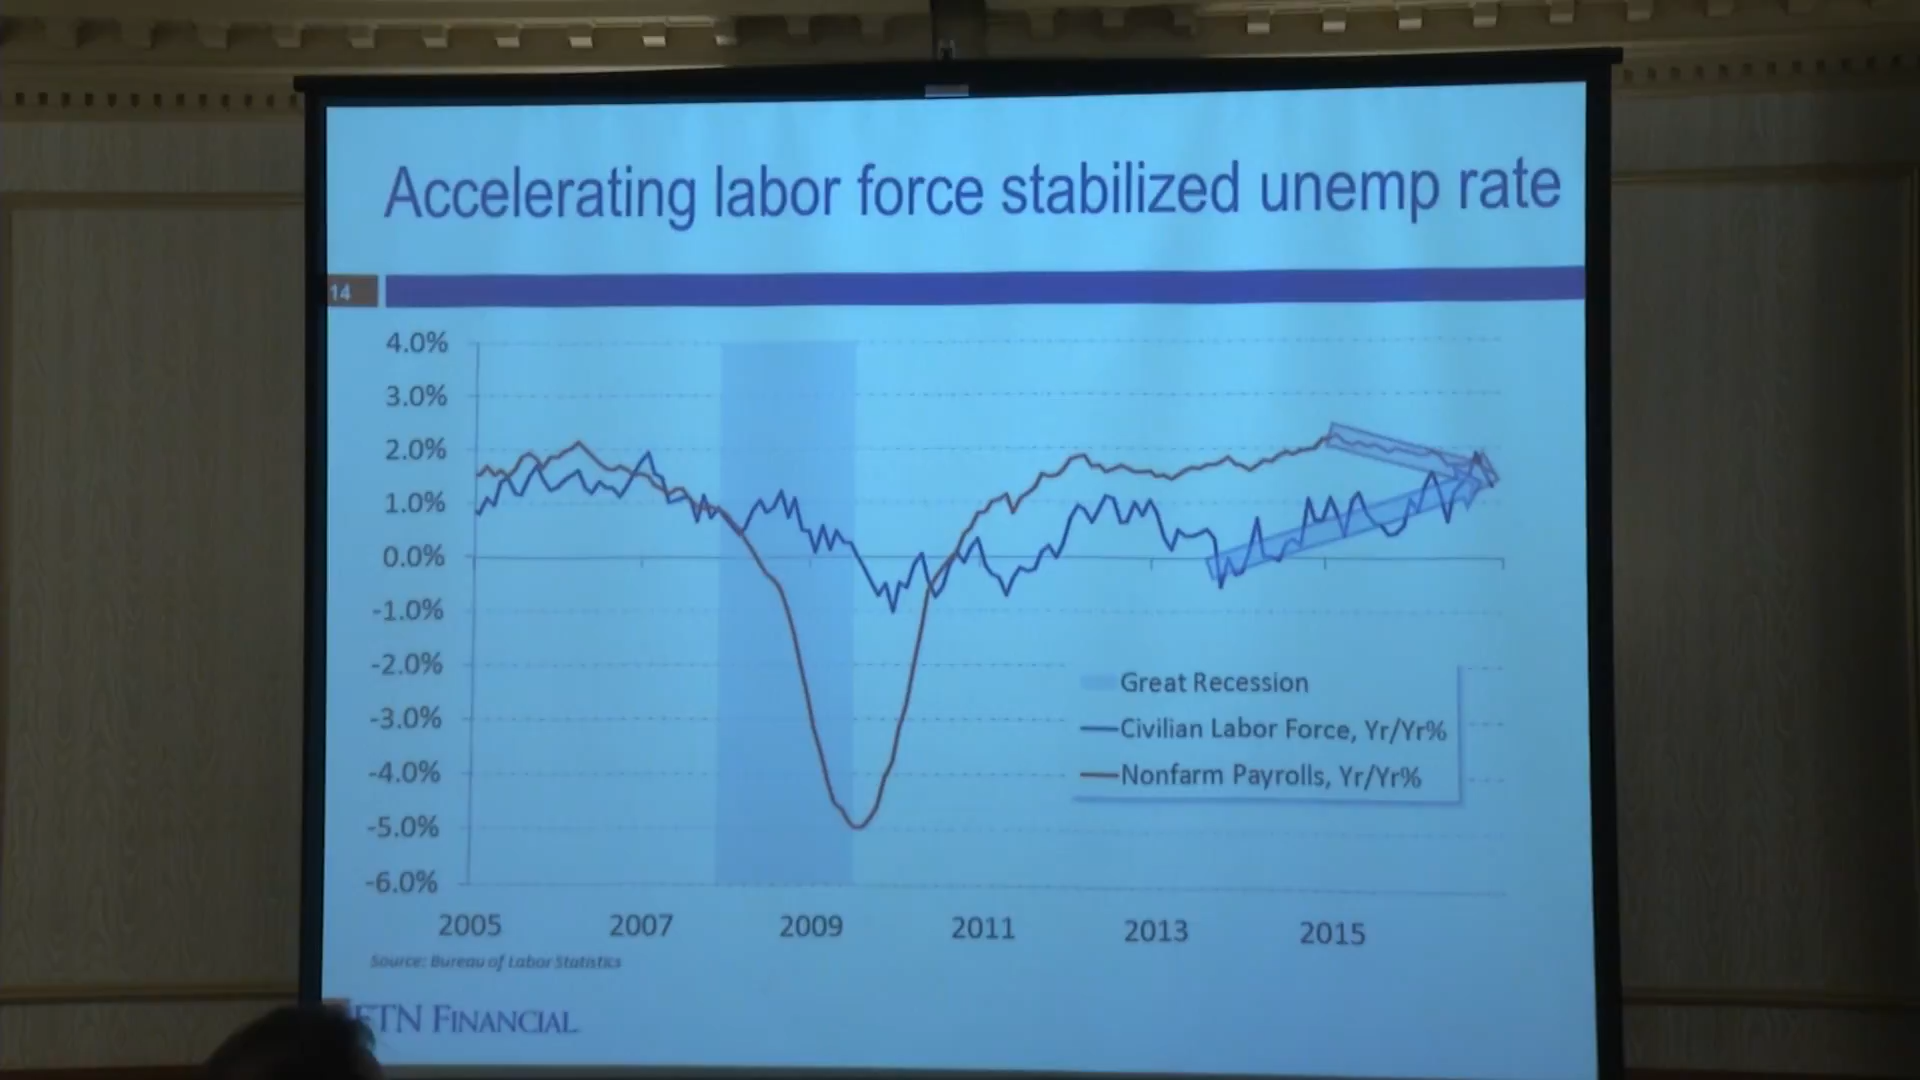 Accelerating labor force stabilized unemp rate
14
4.0%
3.0%
2.0%
1.0%
0.0%
-1.0%
-2.0%
-3.0%
-4.0%
-5.0%
-6.0%
Great Recession
Civilian Labor Force, Yr/Yr%
Nonfarm Payrolls, Yr/Yr%
2005 2007 2009 2011 2013 2015
Source: Bureau of Labor Statistics
FTN FINANCIAL